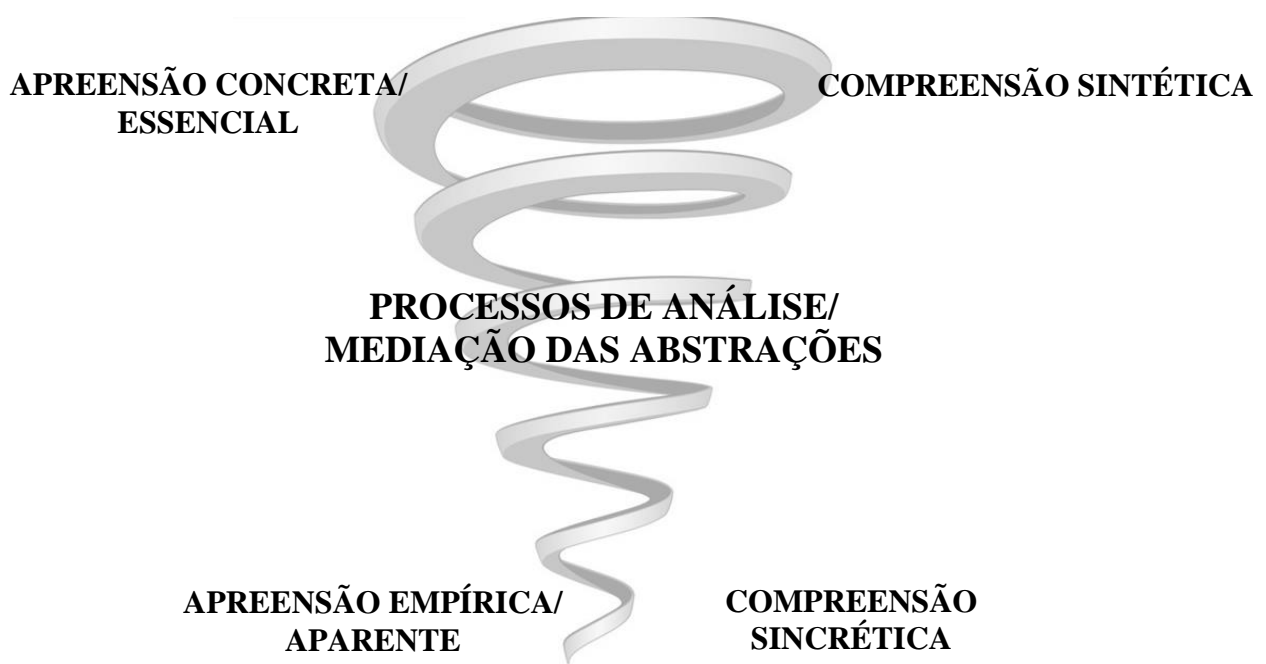 APREENSÃO CONCRETA/
ESSENCIAL
COMPREENSÃO SINTÉTICA
PROCESSOS DE ANÁLISE/
MEDIAÇÃO DAS ABSTRAÇÕES
APREENSÃO EMPÍRICA/
APARENTE
COMPREENSÃO
SINCRÉTICA